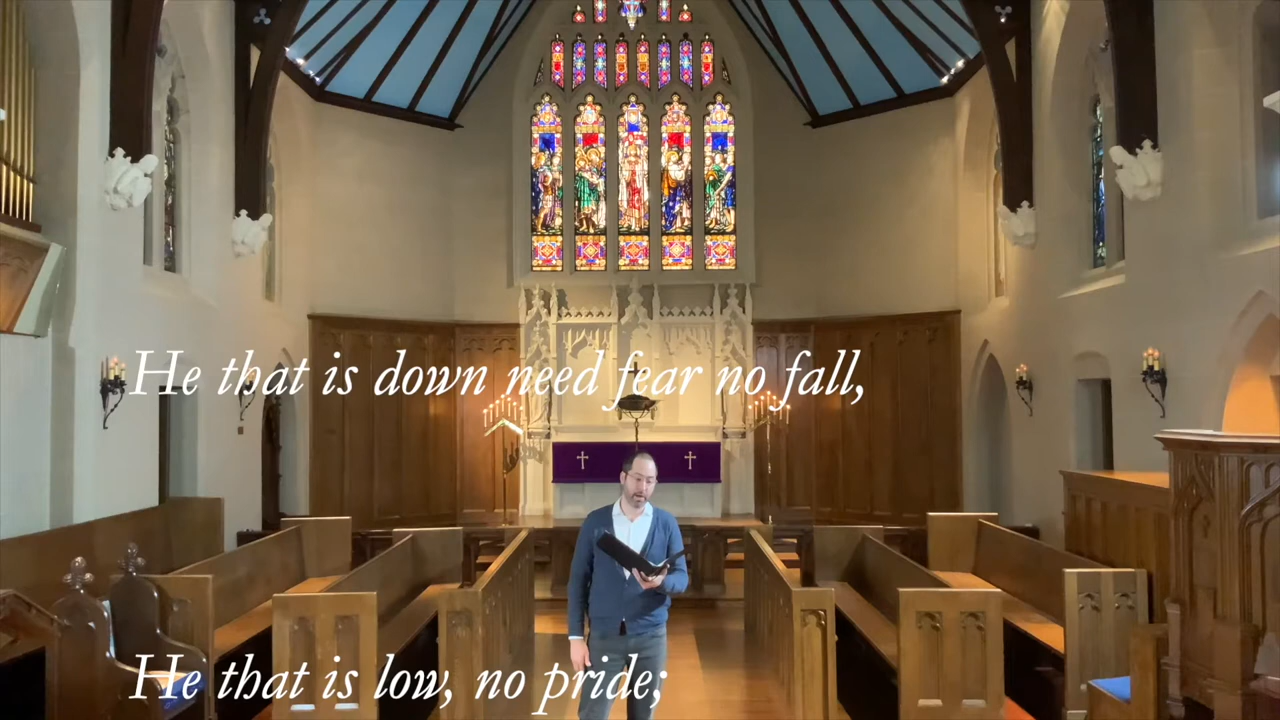 He that is down need fear no fall,
He that is low, no pride;